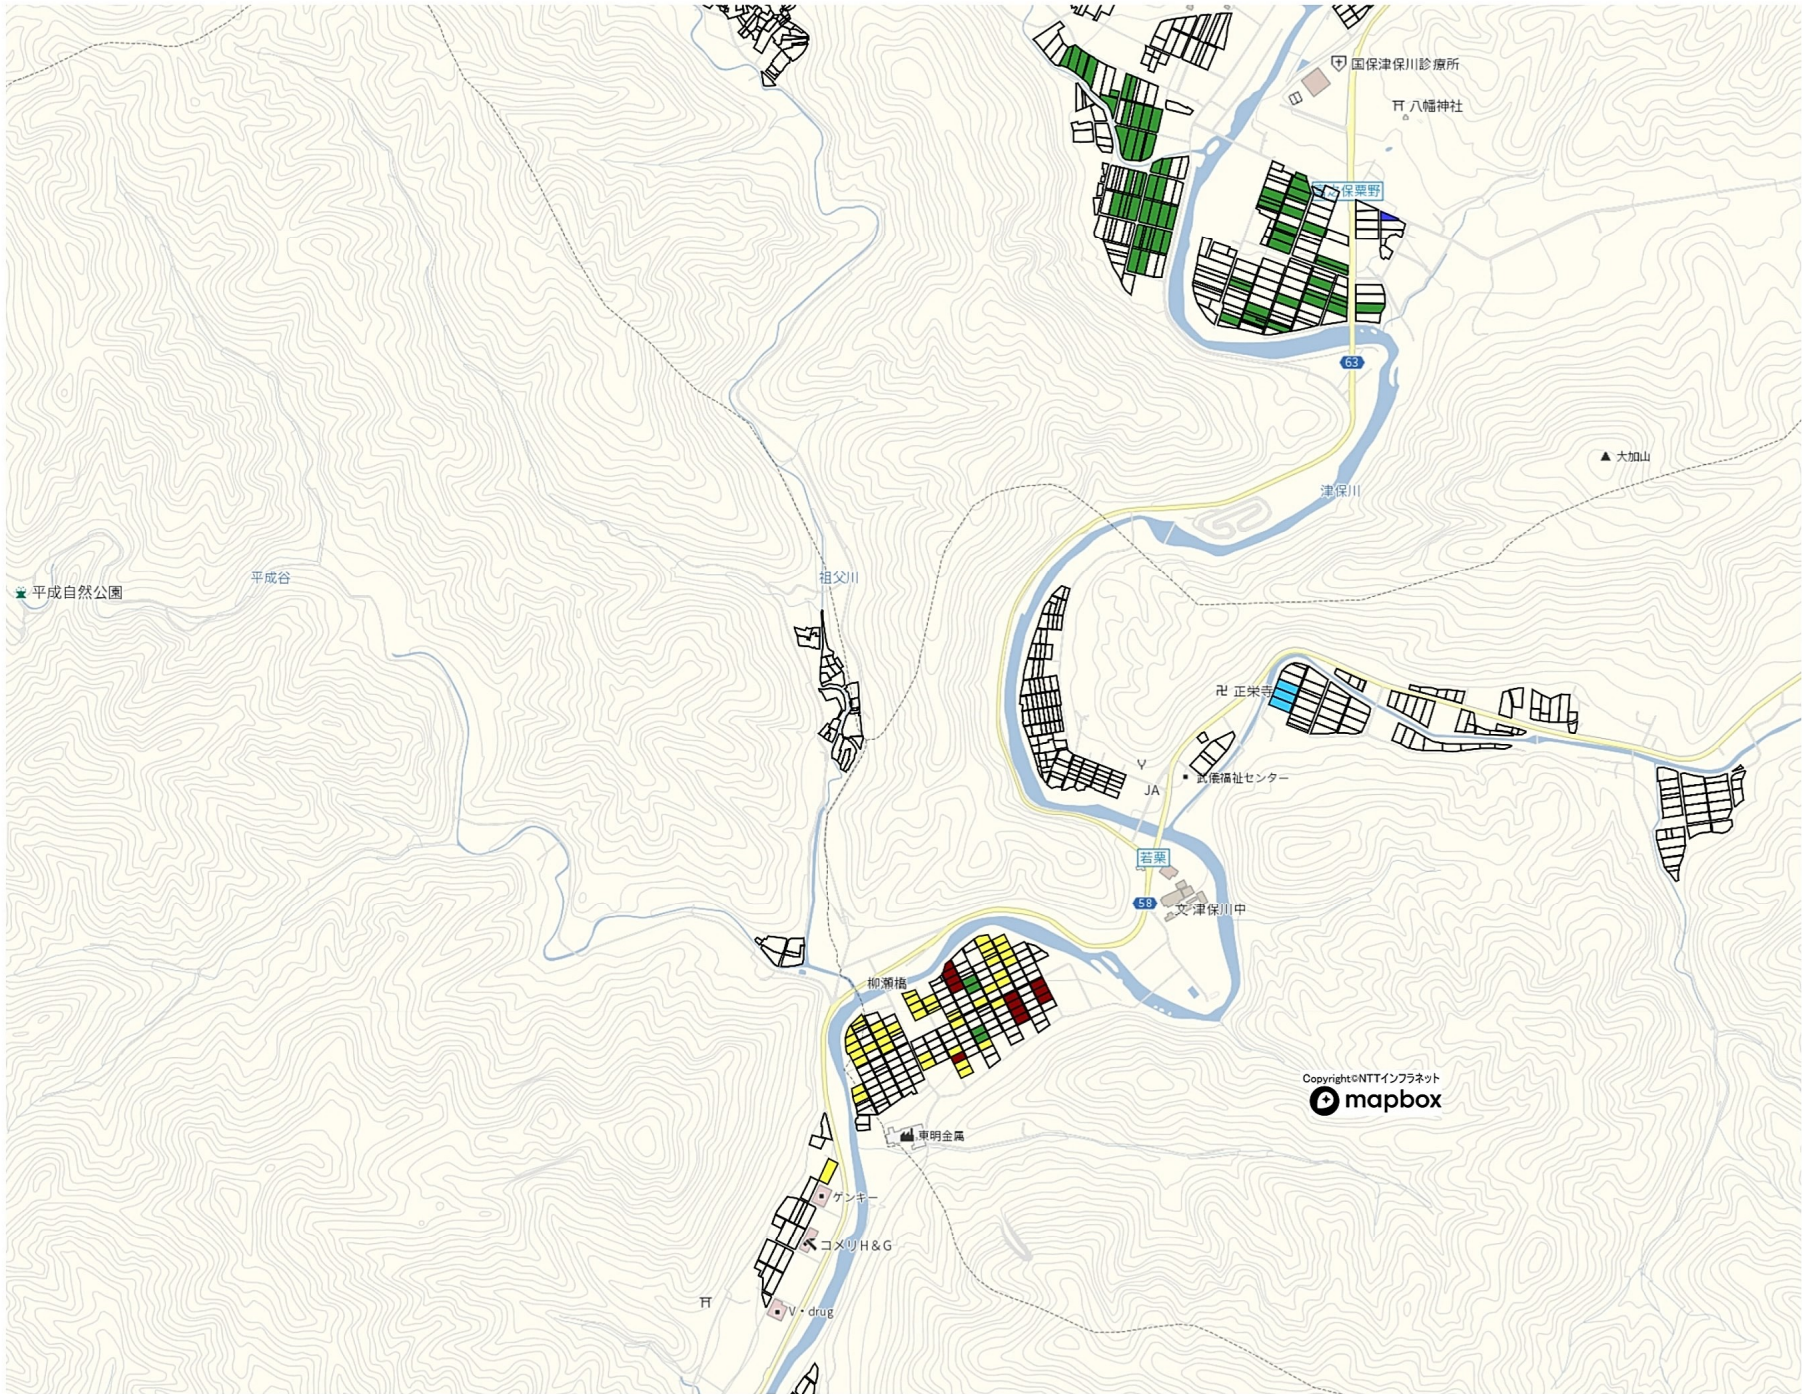 国保津保川診療所
八幡神社
保粟野
63
大加山
津保川
平成谷
祖父川
平成自然公園
正栄寺
武儀福祉センター
JA
若栗
58
文 津保川中
柳瀬橋
Copyright©NTTインフラネット
mapbox
東明金属
ゲンキー
コメリH&G
V・drug